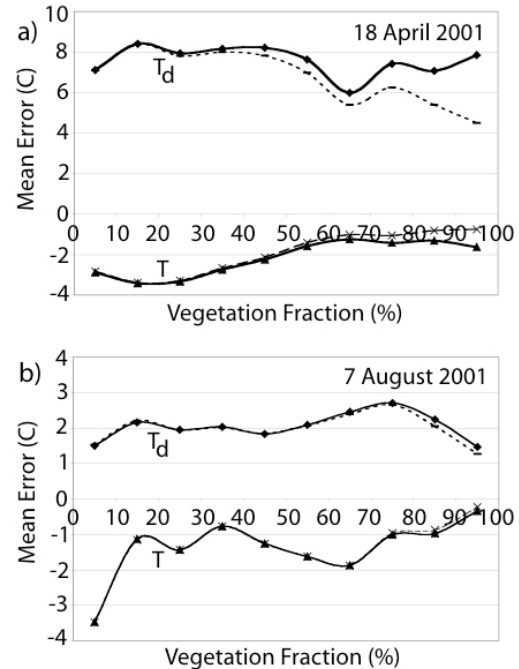 a)
18 April 2001
Mean Error (C)
10
8
6
4
2
0
-2
-4
Td
T
0 10 20 30 40 50 60 70 80 90 100
Vegetation Fraction (%)
b)
7 August 2001
Mean Error (C)
4
3
2
1
0
-1
-2
-3
-4
Td
T
0 10 20 30 40 50 60 70 80 90 100
Vegetation Fraction (%)